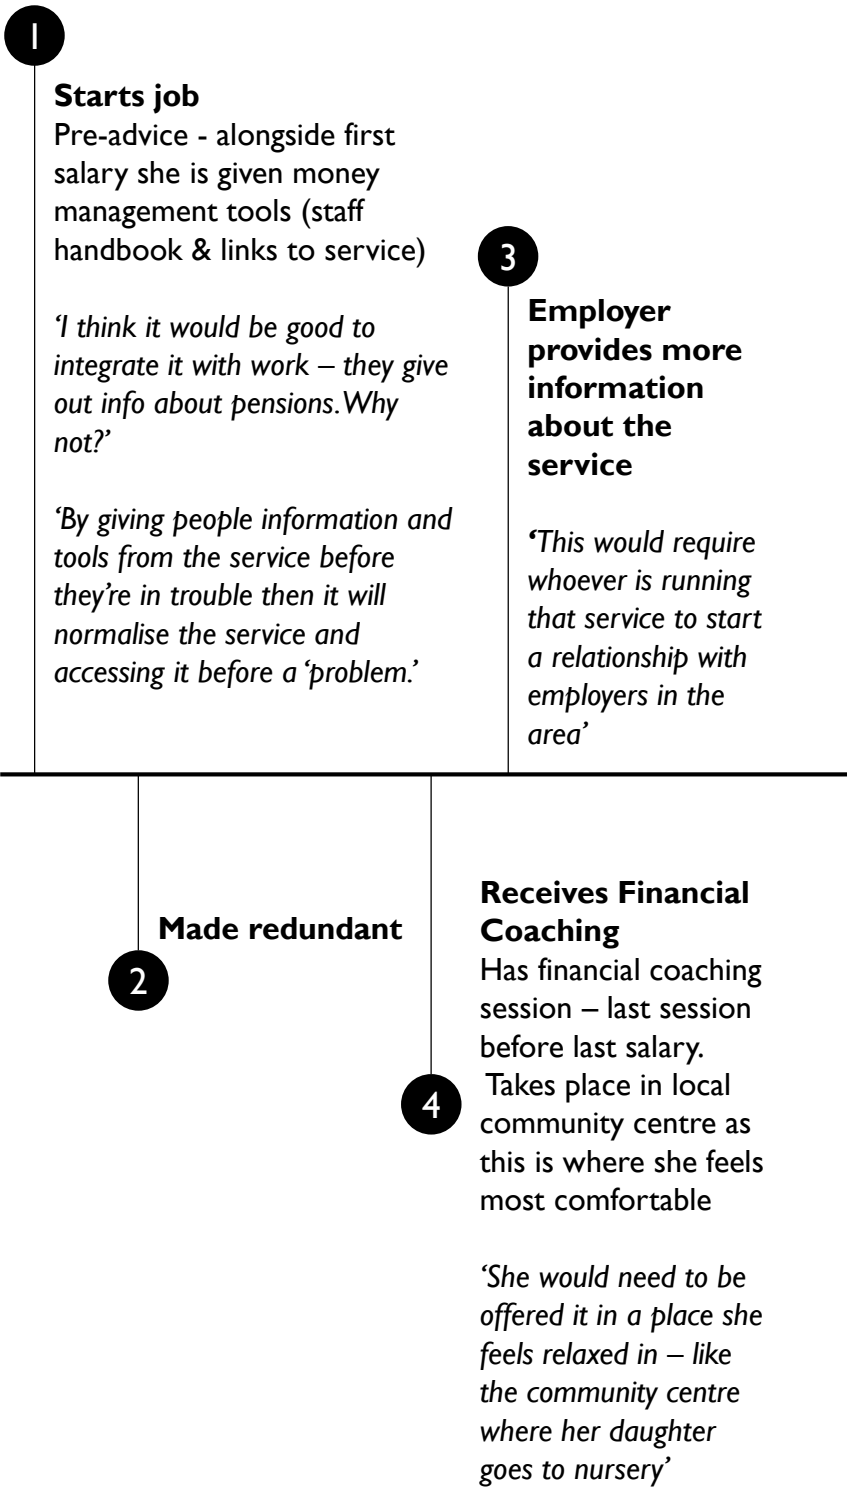 1
Starts job
Pre-advice - alongside first
salary she is given money
management tools (staff
handbook & links to service)
‘I think it would be good to
integrate it with work – they give
out info about pensions. Why
not?’
‘By giving people information and
tools from the service before
they’re in trouble then it will
normalise the service and
accessing it before a ‘problem.’
2
Made redundant
3
Employer
provides more
information
about the
service
‘This would require
whoever is running
that service to start
a relationship with
employers in the
area’
4
Receives Financial
Coaching
Has financial coaching
session – last session
before last salary.
Takes place in local
community centre as
this is where she feels
most comfortable
‘She would need to be
offered it in a place she
feels relaxed in – like
the community centre
where her daughter
goes to nursery’